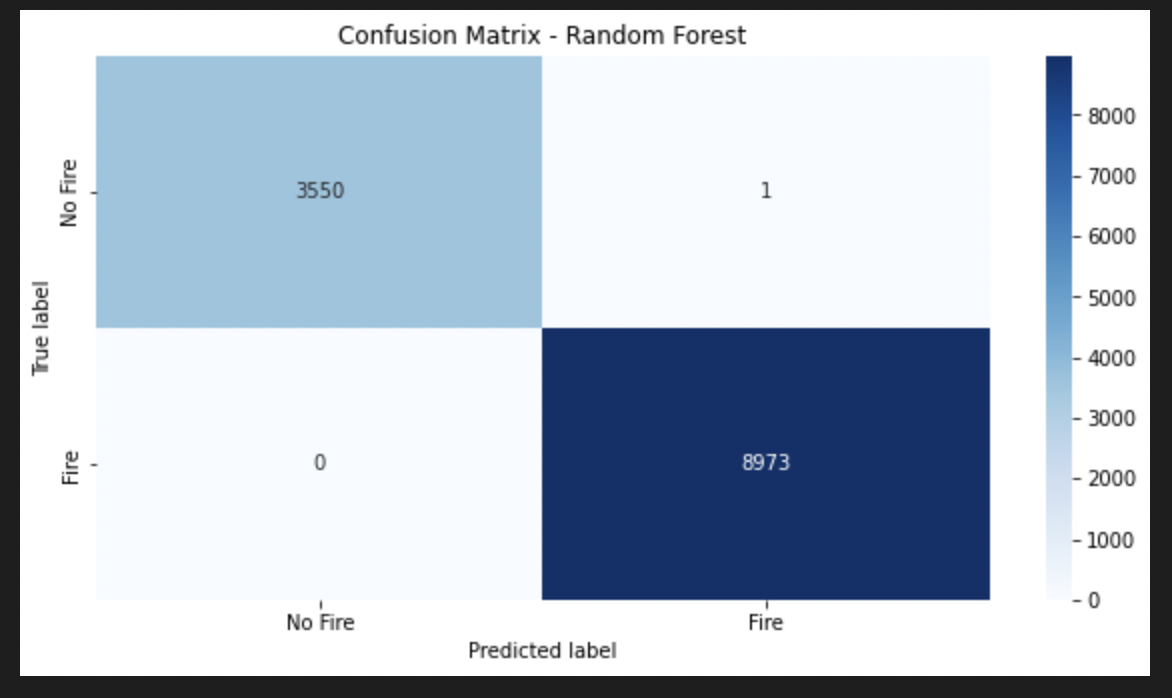 Confusion Matrix - Random Forest
No Fire
3550
1
Fire
0
8973
True label
No Fire
Fire
Predicted label
8000
7000
6000
5000
4000
3000
2000
1000
0